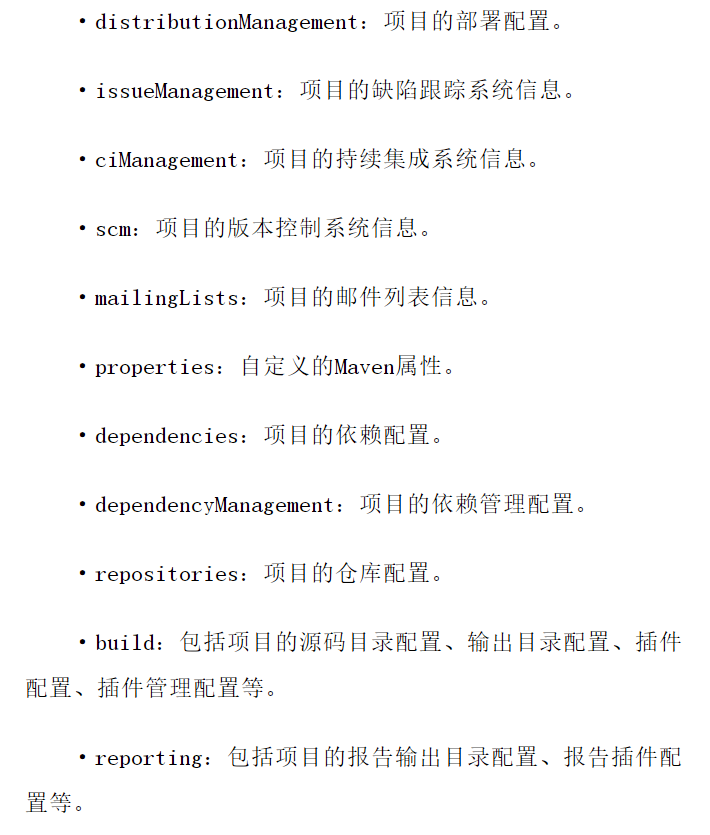 ·distributionManagement：项目的部署配置。
·issueManagement：项目的缺陷跟踪系统信息。
·ciManagement：项目的持续集成系统信息。
·scm：项目的版本控制系统信息。
·mailingLists：项目的邮件列表信息。
·properties：自定义的Maven属性。
·dependencies：项目的依赖配置。
·dependencyManagement：项目的依赖管理配置。
·repositories：项目的仓库配置。
·build：包括项目的源码目录配置、输出目录配置、插件
配置、插件管理配置等。
·reporting：包括项目的报告输出目录配置、报告插件配
置等。